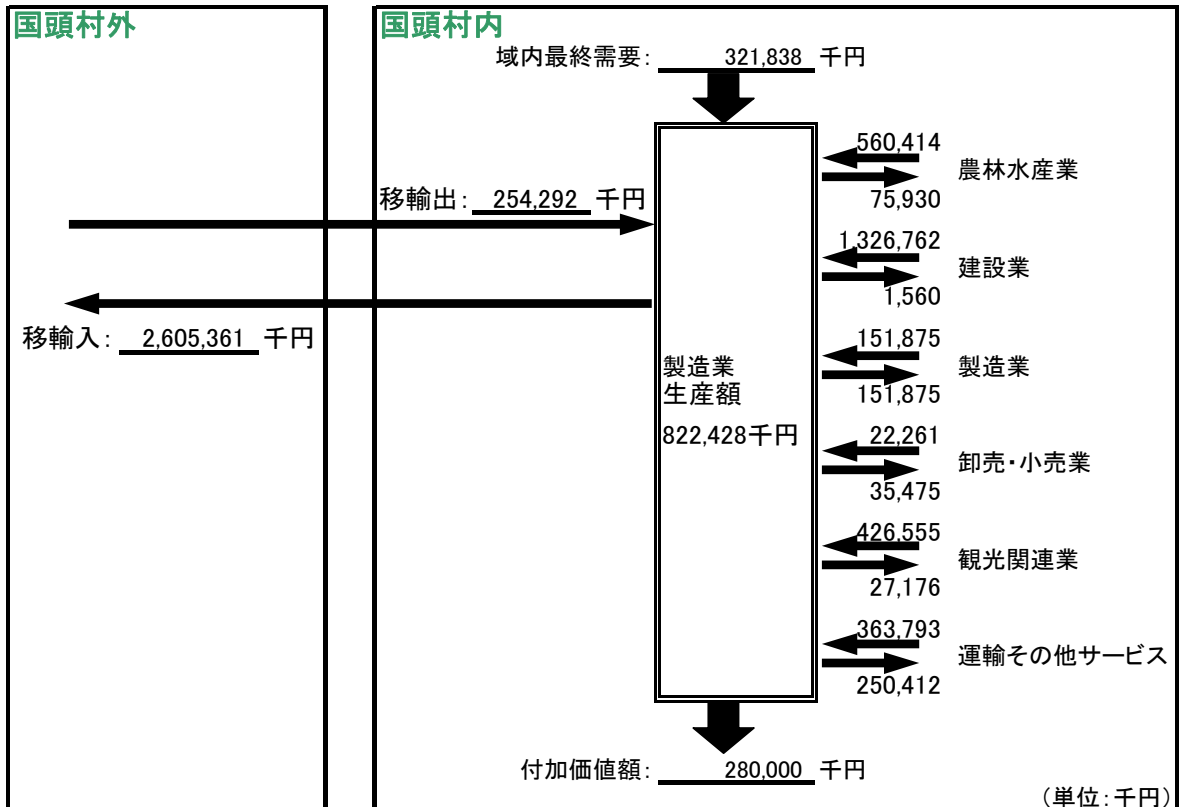 国頭村外
国頭村内
域内最終需要: 321,838 千円
560,414
農林水産業
75,930
移輸出: 254,292 千円
1,326,762
建設業
1,560
移輸入: 2,605,361 千円
151,875
製造業
151,875
製造業
生産額
822,428千円
22,261
卸売・小売業
35,475
426,555
観光関連業
27,176
363,793
運輸その他サービス
250,412
付加価値額: 280,000 千円
(単位:千円)